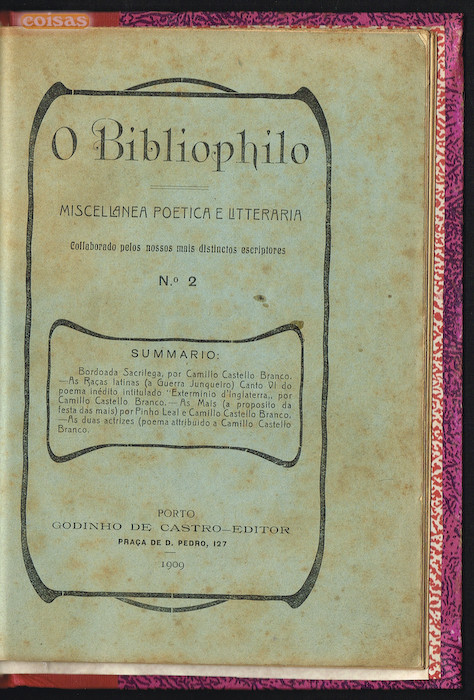 coisas
O Bibliophilo
MISCELLANEA POETICA E LITTERARIA
Collaborado pelos nossos mais distinctos escriptores
N.º 2
SUMMARIO:
Bordoada Sacrilega, por Camillo Castello Branco.
—As Raças latinas (a Guerra Junqueiro) Canto VI do
poema inédito intitulado "Exterminio d'Inglaterra,, por
Camillo Castello Branco.—As Mais (a proposito da
festa das mais) por Pinho Leal e Camillo Castello Branco.
—As duas actrizes (poema attribuido a Camillo Castello
Branco.
PORTO
GODINHO DE CASTRO—EDITOR
PRAÇA DE D. PEDRO, 127
1909